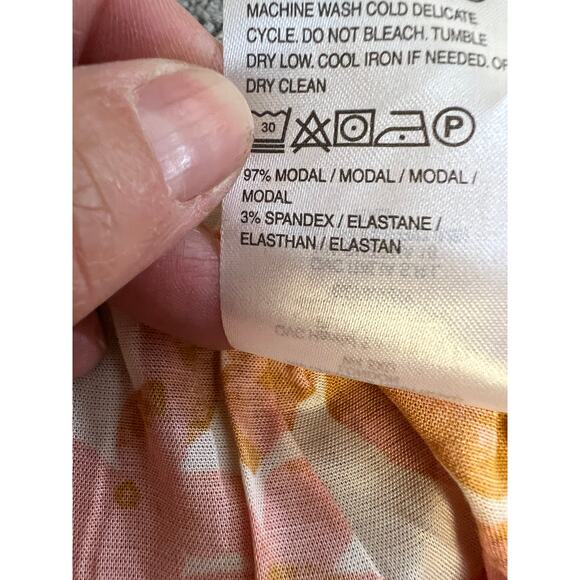 MACHINE WASH COLD DELICATE
CYCLE. DO NOT BLEACH. TUMBLE
DRY LOW. COOL IRON IF NEEDED. OR
DRY CLEAN
30 P
97% MODAL / MODAL / MODAL /
MODAL
3% SPANDEX / ELASTANE /
ELASTHAN / ELASTAN